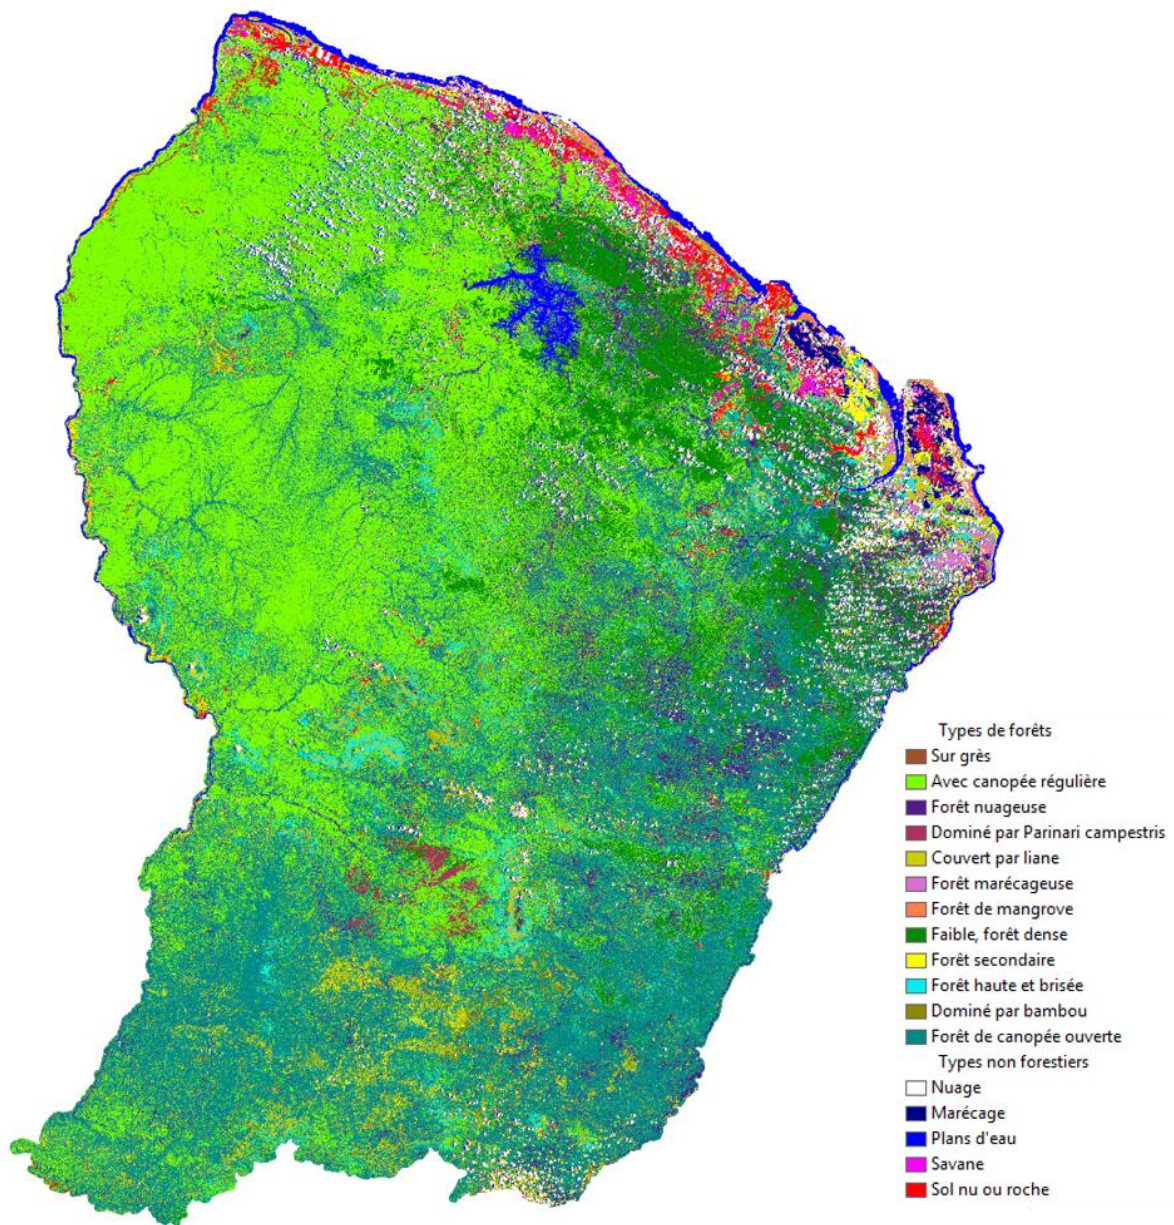 Types de forêts
Sur grès
Avec canopée régulière
Forêt nuageuse
Dominé par Parinari campestris
Couvert par liane
Forêt marécageuse
Forêt de mangrove
Faible, forêt dense
Forêt secondaire
Forêt haute et brisée
Dominé par bambou
Forêt de canopée ouverte
Types non forestiers
Nuage
Marécage
Plans d'eau
Savane
Sol nu ou roche